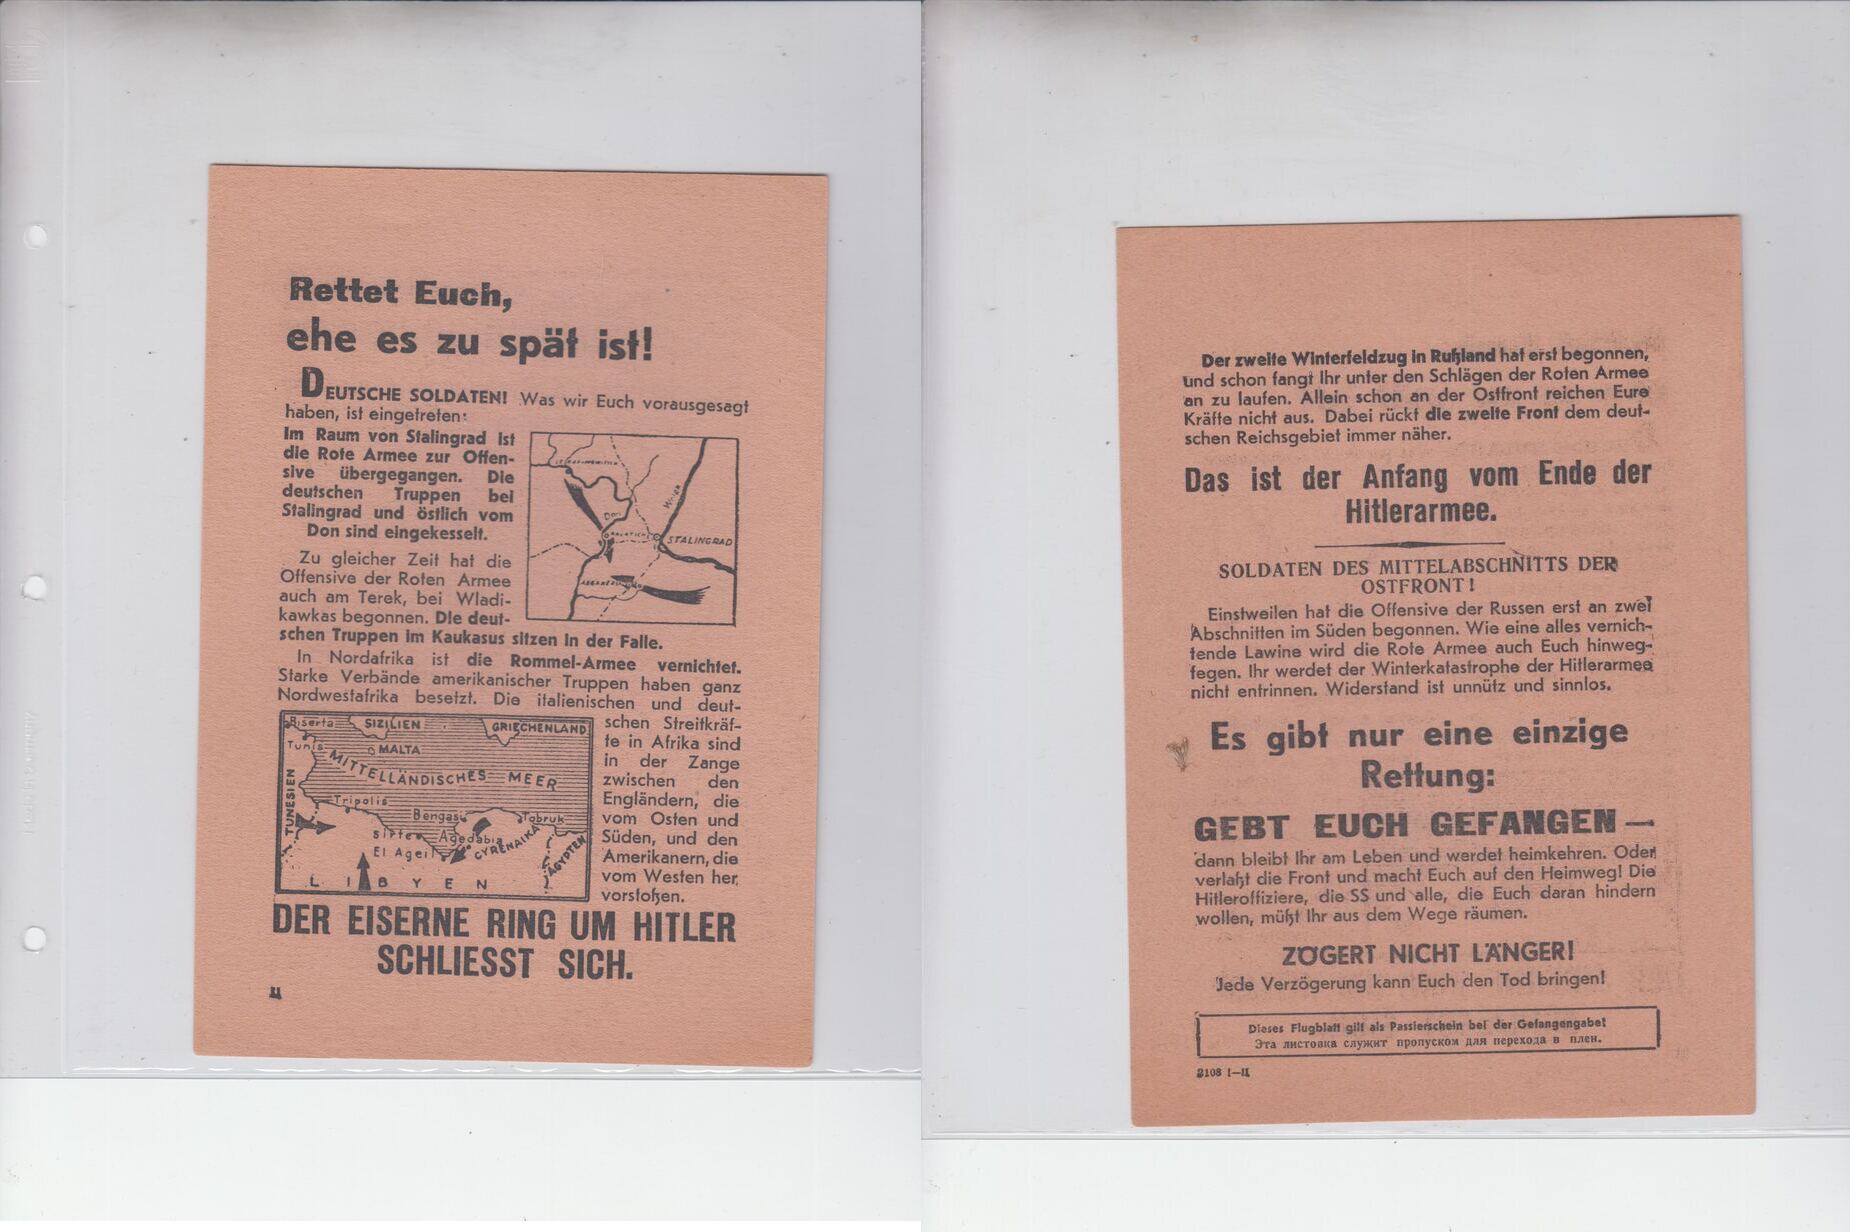 Rettet Euch,
ehe es zu spät ist!
DEUTSCHE SOLDATEN! Was wir Euch vorausgesagt
haben, ist eingetreten:
Im Raum von Stalingrad ist
die Rote Armee zur Offen-
sive übergegangen. Die
deutschen Truppen bei
Stalingrad und östlich vom
Don sind eingekesselt.
Zu gleicher Zeit hat die
Offensive der Roten Armee
auch am Terek, bei Wladi-
kawkas begonnen. Die deut-
schen Truppen im Kaukasus sitzen in der Falle.
Don
STALINGRAD
In Nordafrika ist die Rommel-Armee vernichtet.
Starke Verbände amerikanischer Truppen haben ganz
Nordwestafrika besetzt. Die italienischen und deut-
schen Streitkräf-
te in Afrika sind
in der Zange
zwischen den
Engländern, die
vom Osten und
Süden, und den
Amerikanern, die
vom Westen her,
vorstoßen.
Biserta
SIZILIEN
GRIECHENLAND
Tunis
MALTA
MITTELLÄNDISCHES MEER
TUNESIEN
Tripolis
Bengasi
Tobruk
Sirte
Agedabia
El Ageil
CYRENAIKA
ÄGYPTEN
LIBYEN
DER EISERNE RING UM HITLER
SCHLIESST SICH.
Ц
Der zweite Winterfeldzug in Rußland hat erst begonnen,
und schon fangt Ihr unter den Schlägen der Roten Armee
an zu laufen. Allein schon an der Ostfront reichen Eure
Kräfte nicht aus. Dabei rückt die zweite Front dem deut-
schen Reichsgebiet immer näher.
Das ist der Anfang vom Ende der
Hitlerarmee.
SOLDATEN DES MITTELABSCHNITTS DER
OSTFRONT!
Einstweilen hat die Offensive der Russen erst an zwei
Abschnitten im Süden begonnen. Wie eine alles vernich-
tende Lawine wird die Rote Armee auch Euch hinweg-
fegen. Ihr werdet der Winterkatastrophe der Hitlerarmee
nicht entrinnen. Widerstand ist unnütz und sinnlos.
Es gibt nur eine einzige
Rettung:
GEBT EUCH GEFANGEN —
dann bleibt Ihr am Leben und werdet heimkehren. Oder
verlaßt die Front und macht Euch auf den Heimweg! Die
Hitleroffiziere, die SS und alle, die Euch daran hindern
wollen, müßt Ihr aus dem Wege räumen.
ZÖGERT NICHT LÄNGER!
Jede Verzögerung kann Euch den Tod bringen!
Dieses Flugblatt gilt als Passierschein bei der Gefangengabe!
Эта листовка служит пропуском для перехода в плен.
2108 I—Ц